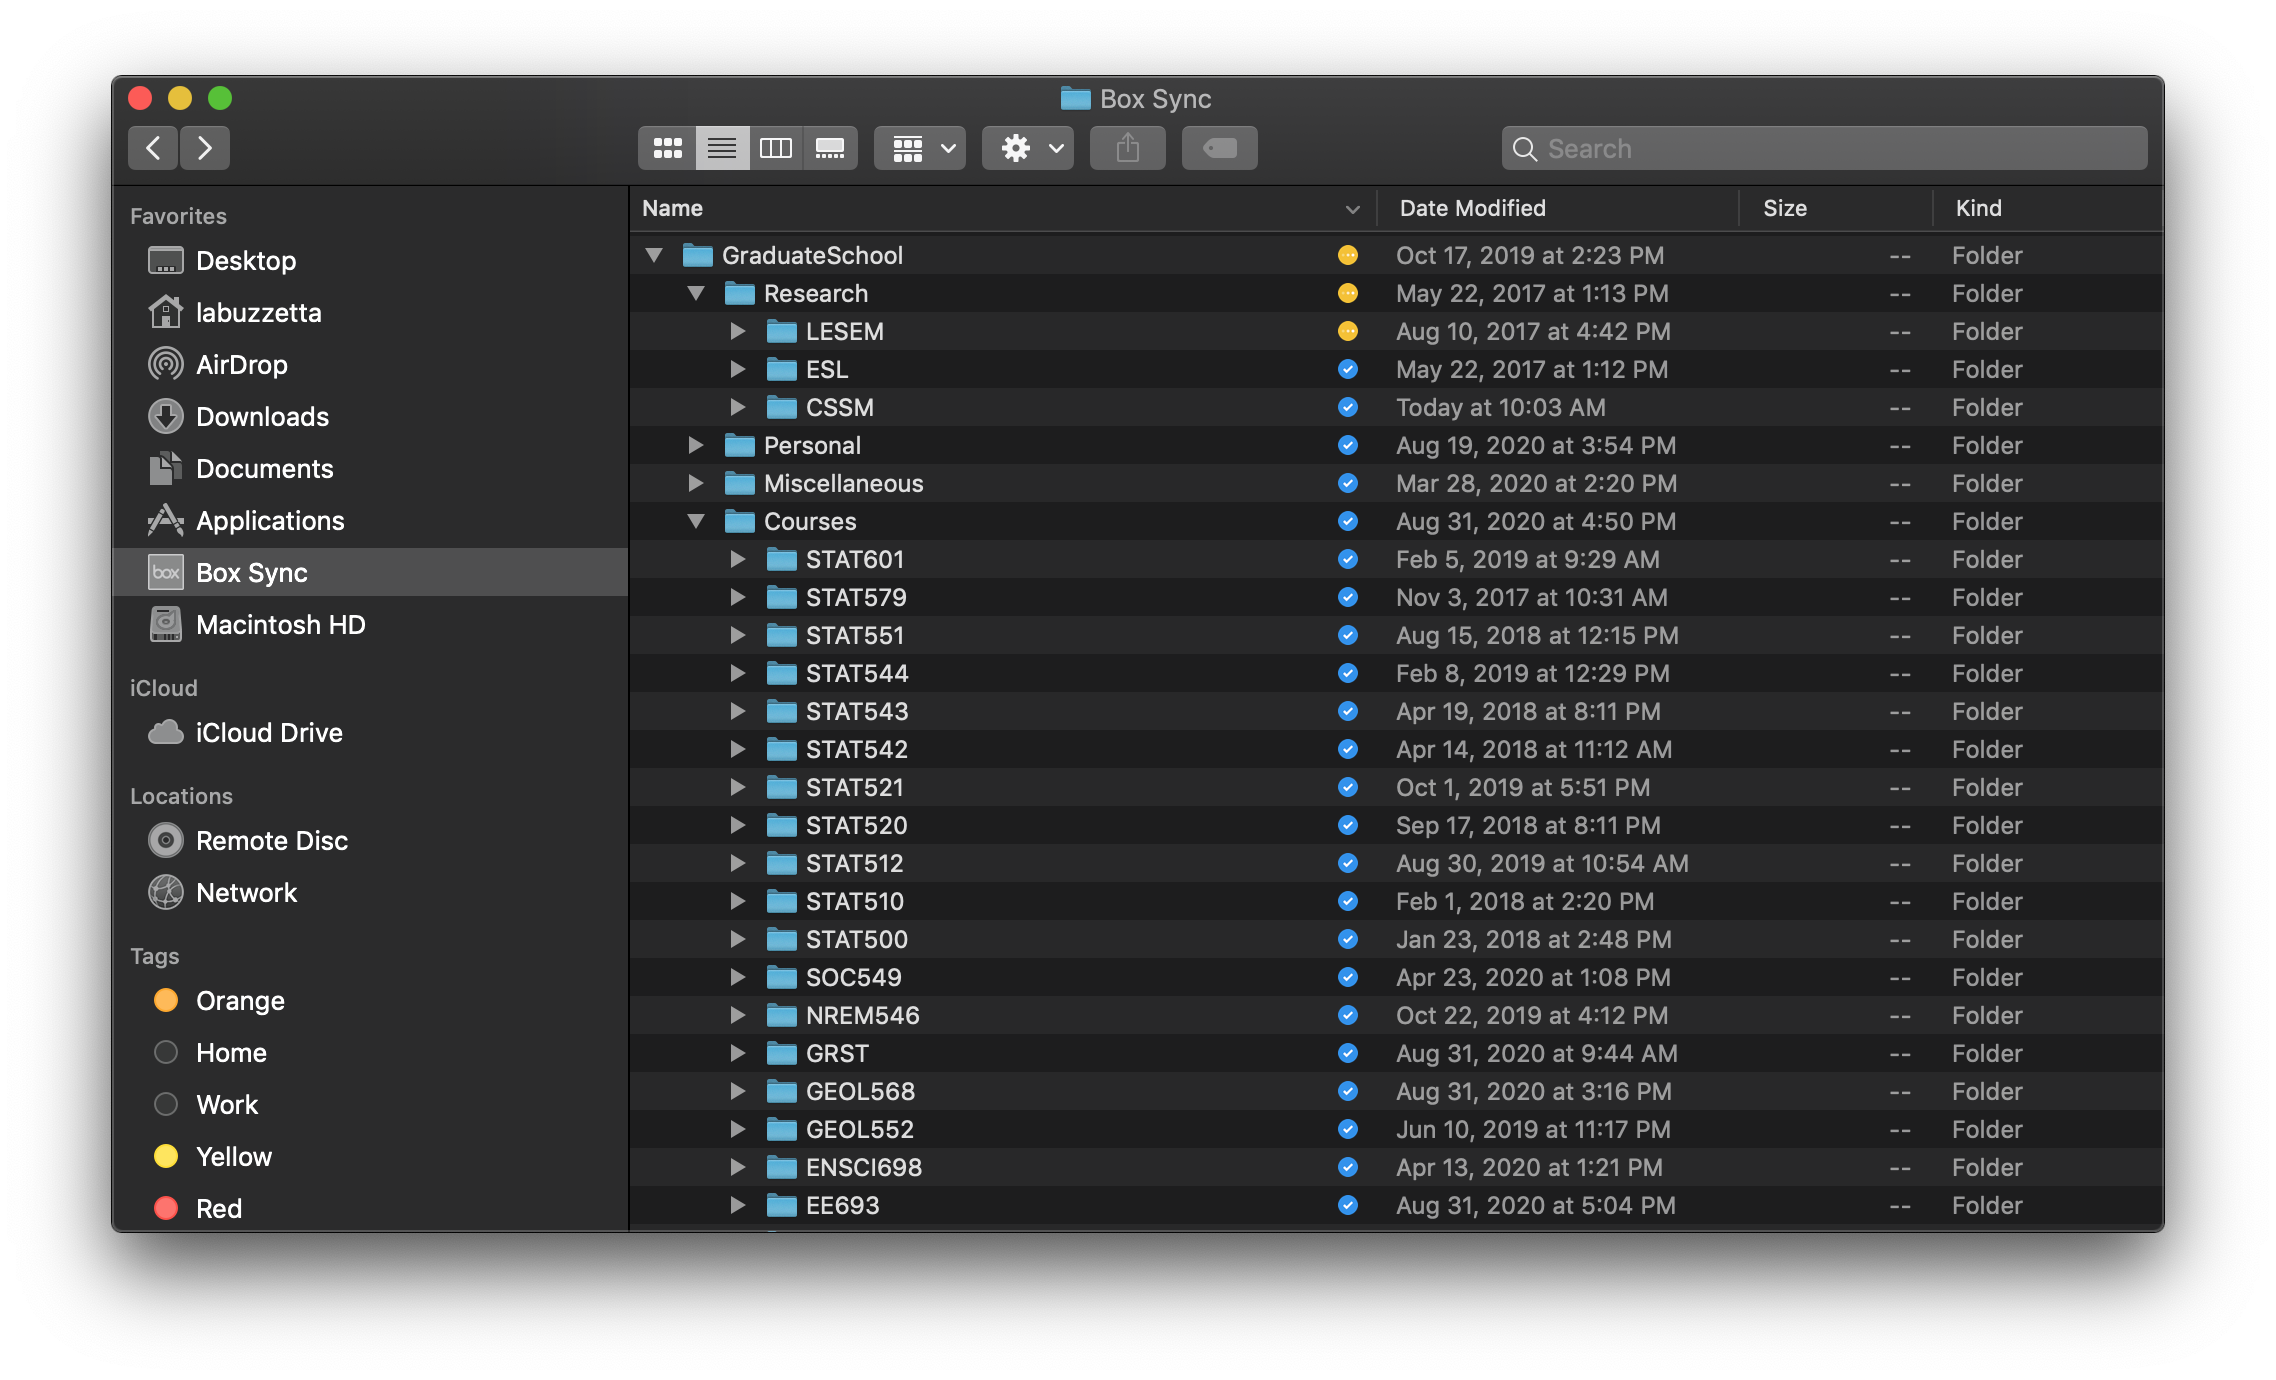 Box Sync
Search
Favorites
Desktop
labuzzetta
AirDrop
Downloads
Documents
Applications
box Box Sync
Macintosh HD
iCloud
iCloud Drive
Locations
Remote Disc
Network
Tags
Orange
Home
Work
Yellow
Red
Name Date Modified Size Kind
GraduateSchool Oct 17, 2019 at 2:23 PM -- Folder
Research May 22, 2017 at 1:13 PM -- Folder
LESEM Aug 10, 2017 at 4:42 PM -- Folder
ESL May 22, 2017 at 1:12 PM -- Folder
CSSM Today at 10:03 AM -- Folder
Personal Aug 19, 2020 at 3:54 PM -- Folder
Miscellaneous Mar 28, 2020 at 2:20 PM -- Folder
Courses Aug 31, 2020 at 4:50 PM -- Folder
STAT601 Feb 5, 2019 at 9:29 AM -- Folder
STAT579 Nov 3, 2017 at 10:31 AM -- Folder
STAT551 Aug 15, 2018 at 12:15 PM -- Folder
STAT544 Feb 8, 2019 at 12:29 PM -- Folder
STAT543 Apr 19, 2018 at 8:11 PM -- Folder
STAT542 Apr 14, 2018 at 11:12 AM -- Folder
STAT521 Oct 1, 2019 at 5:51 PM -- Folder
STAT520 Sep 17, 2018 at 8:11 PM -- Folder
STAT512 Aug 30, 2019 at 10:54 AM -- Folder
STAT510 Feb 1, 2018 at 2:20 PM -- Folder
STAT500 Jan 23, 2018 at 2:48 PM -- Folder
SOC549 Apr 23, 2020 at 1:08 PM -- Folder
NREM546 Oct 22, 2019 at 4:12 PM -- Folder
GRST Aug 31, 2020 at 9:44 AM -- Folder
GEOL568 Aug 31, 2020 at 3:16 PM -- Folder
GEOL552 Jun 10, 2019 at 11:17 PM -- Folder
ENSCI698 Apr 13, 2020 at 1:21 PM -- Folder
EE693 Aug 31, 2020 at 5:04 PM -- Folder